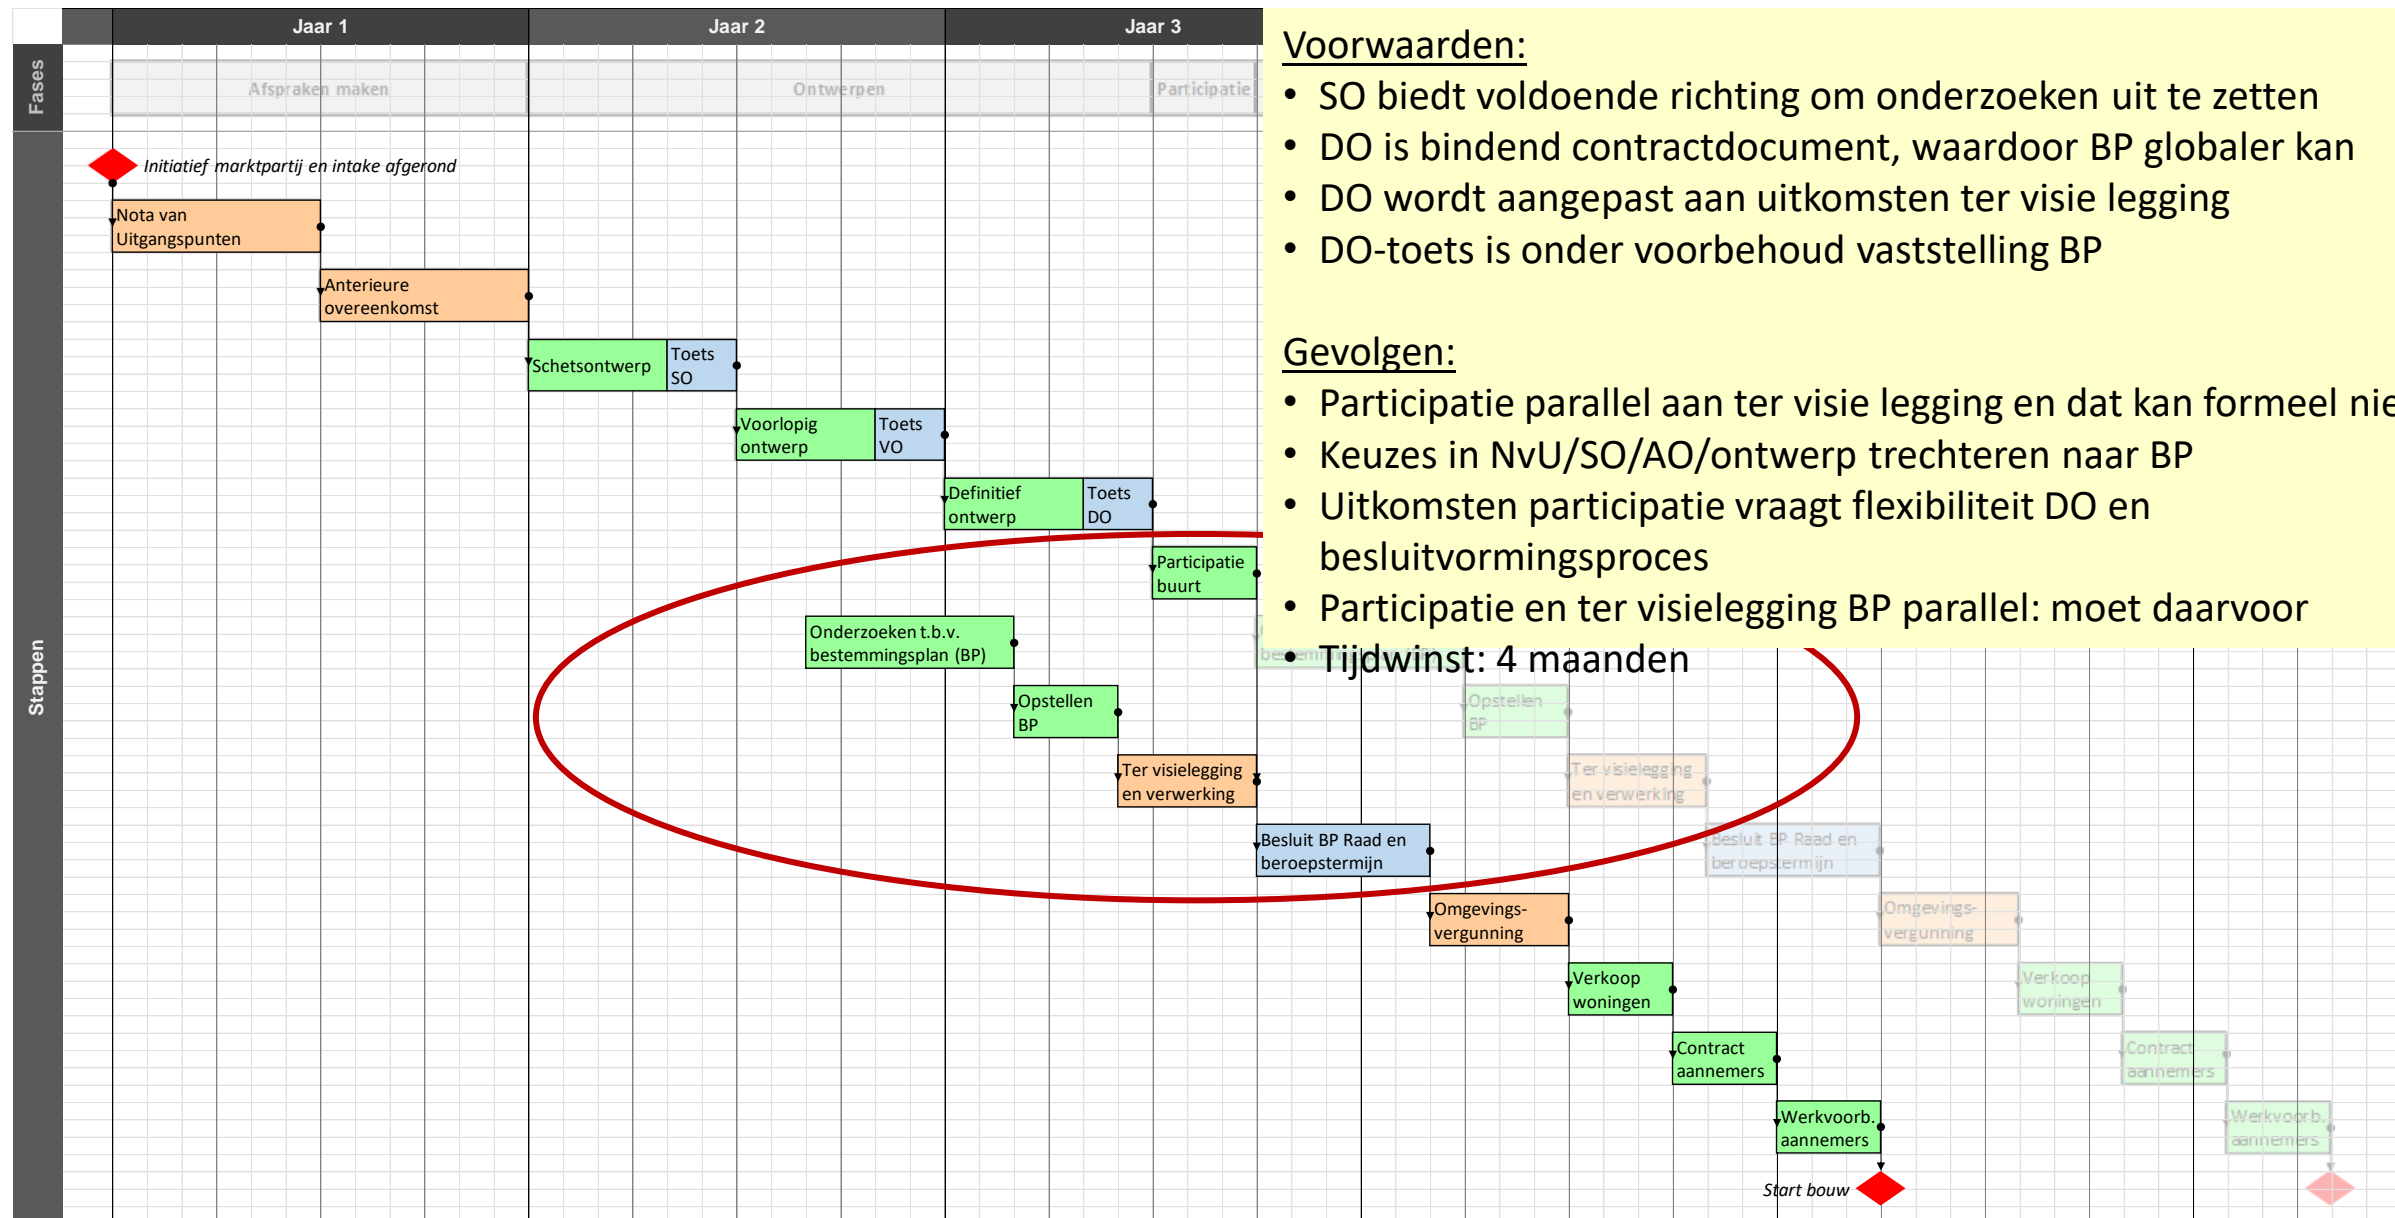 Jaar 1
Jaar 2
Jaar 3
Fases
Afspraken maken
Ontwerpen
Participatie
Stappen
Initiatief marktpartij en intake afgerond
Nota van
Uitgangspunten
Anterieure
overeenkomst
Schetsontwerp
Toets
SO
Voorlopig
ontwerp
Toets
VO
Definitief
ontwerp
Toets
DO
Participatie
buurt
Onderzoeken t.b.v.
bestemmingsplan (BP)
Opstellen
BP
Ter visielegging
en verwerking
Besluit BP Raad en
beroepstermijn
Omgevings-
vergunning
Verkoop
woningen
Contract
aannemers
Werkvoorb.
aannemers
Start bouw
Voorwaarden:
• SO biedt voldoende richting om onderzoeken uit te zetten
• DO is bindend contractdocument, waardoor BP globaler kan
• DO wordt aangepast aan uitkomsten ter visie legging
• DO-toets is onder voorbehoud vaststelling BP
Gevolgen:
• Participatie parallel aan ter visie legging en dat kan formeel nie
• Keuzes in NvU/SO/AO/ontwerp trechteren naar BP
• Uitkomsten participatie vraagt flexibiliteit DO en
besluitvormingsproces
• Participatie en ter visielegging BP parallel: moet daarvoor
• Tijdwinst: 4 maanden
Opstellen
BP
Ter visielegging
en verwerking
Besluit BP Raad en
beroepstermijn
Omgevings-
vergunning
Verkoop
woningen
Contract
aannemers
Werkvoorb.
aannemers